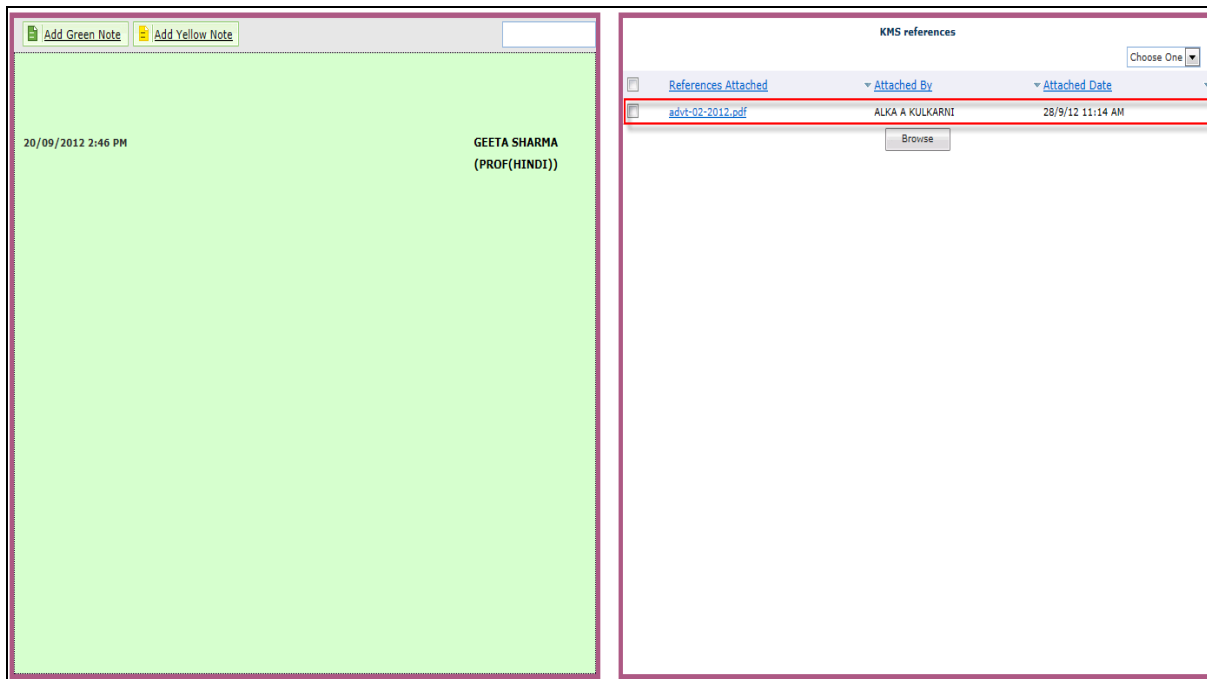 Add Green Note Add Yellow Note
20/09/2012 2:46 PM GEETA SHARMA
(PROF(HINDI))
KMS references
Choose One
References Attached Attached By Attached Date
advt-02-2012.pdf ALKA A KULKARNI 28/9/12 11:14 AM
Browse